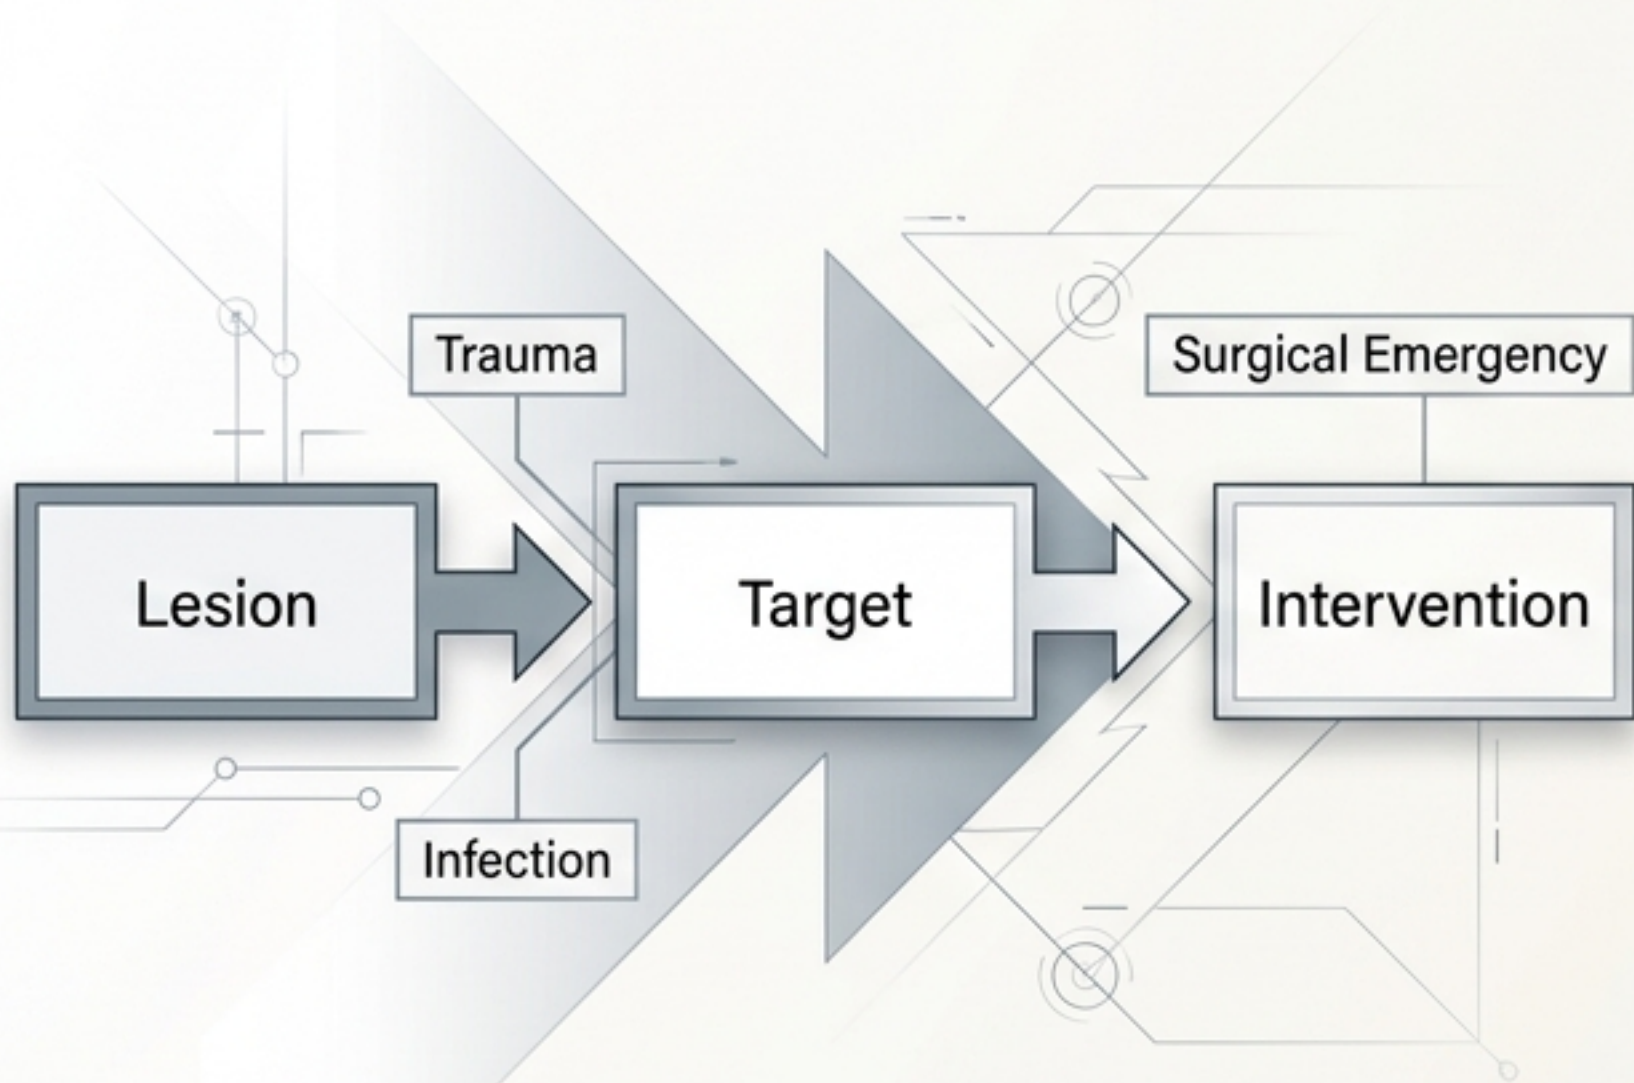 Trauma
Surgical Emergency
Lesion
Target
Intervention
Infection